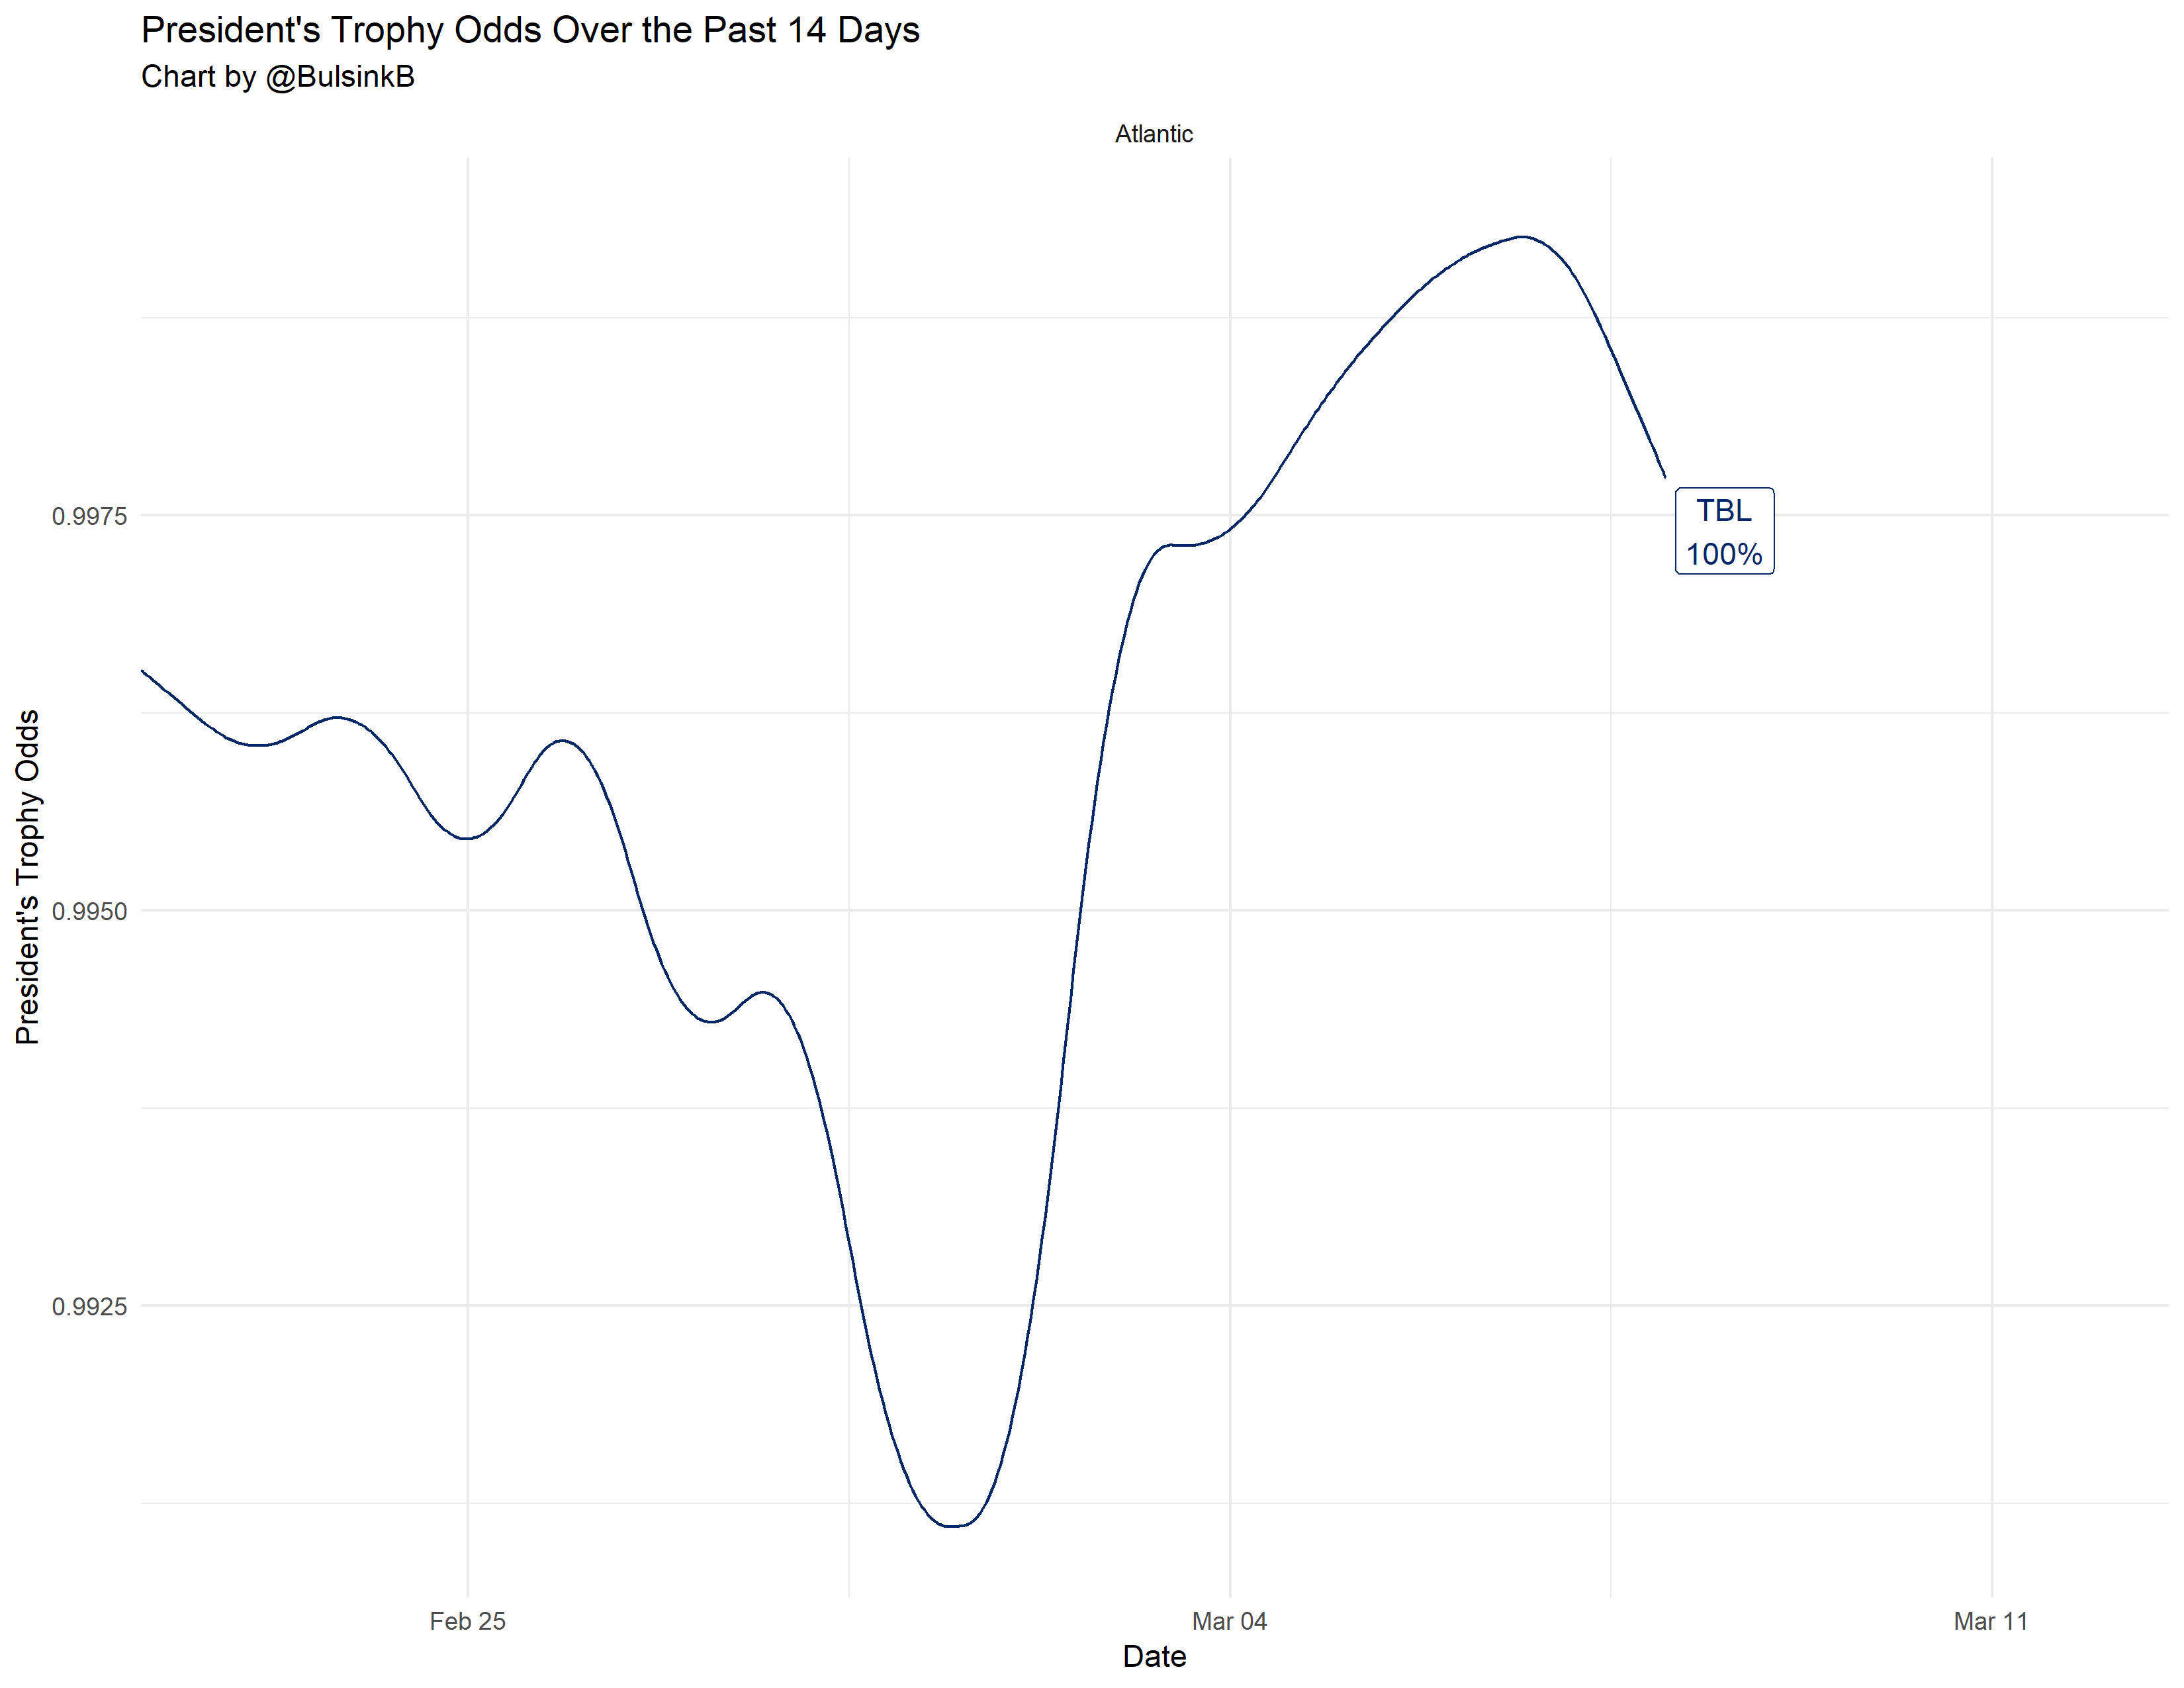 President's Trophy Odds Over the Past 14 Days
Chart by @BulsinkB
Atlantic
0.9975
0.9950
0.9925
President's Trophy Odds
TBL
100%
Feb 25
Mar 04
Mar 11
Date